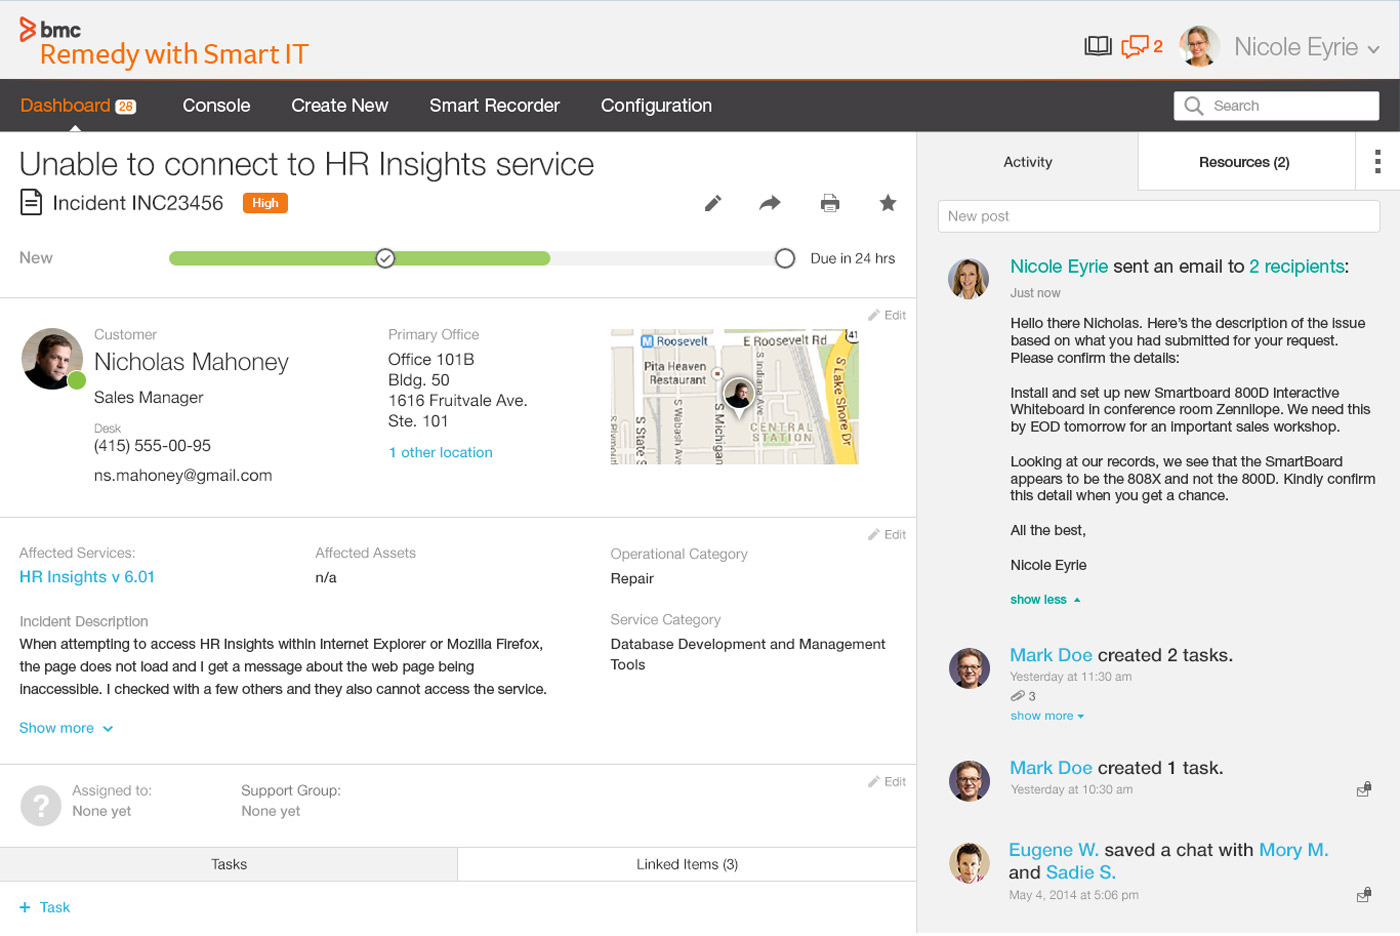 bmc
Remedy with Smart IT
2
Nicole Eyrie
Dashboard 28
Console
Create New
Smart Recorder
Configuration
Search
Unable to connect to HR Insights service
Incident INC23456
High
New
Due in 24 hrs
Edit
Customer
Nicholas Mahoney
Sales Manager
Desk
(415) 555-00-95
ns.mahoney@gmail.com
Primary Office
Office 101B
Bldg. 50
1616 Fruitvale Ave.
Ste. 101
1 other location
M Roosevelt
E Roosevelt Rd
41
Pita Heaven
Restaurant
S State S
S Wabash Ave
S Michigan
S Indiana Ave
S Lake Shore Dr
CENTRAL
STATION
Edit
Affected Services:
HR Insights v 6.01
Affected Assets
n/a
Operational Category
Repair
Incident Description
When attempting to access HR Insights within Internet Explorer or Mozilla Firefox,
the page does not load and I get a message about the web page being
inaccessible. I checked with a few others and they also cannot access the service.
Service Category
Database Development and Management
Tools
Show more
Edit
?
Assigned to:
None yet
Support Group:
None yet
Tasks
Linked Items (3)
+ Task
Activity
Resources (2)
New post
Nicole Eyrie sent an email to 2 recipients:
Just now
Hello there Nicholas. Here's the description of the issue
based on what you had submitted for your request.
Please confirm the details:
Install and set up new Smartboard 800D Interactive
Whiteboard in conference room Zennilope. We need this
by EOD tomorrow for an important sales workshop.
Looking at our records, we see that the SmartBoard
appears to be the 808X and not the 800D. Kindly confirm
this detail when you get a chance.
All the best,
Nicole Eyrie
show less
Mark Doe created 2 tasks.
Yesterday at 11:30 am
3
show more
Mark Doe created 1 task.
Yesterday at 10:30 am
Eugene W. saved a chat with Mory M.
and Sadie S.
May 4, 2014 at 5:06 pm